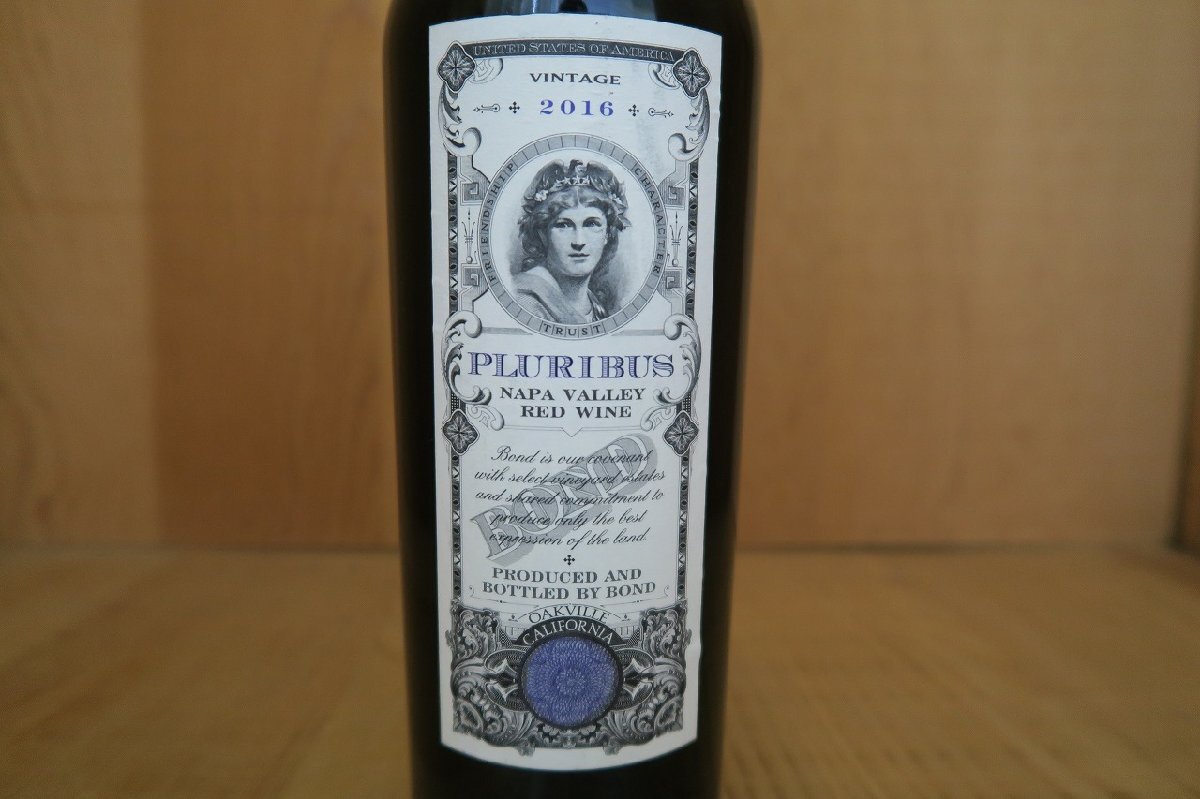 UNITED STATES OF AMERICA
VINTAGE
2016
FRIENDSHIP
CHARACTER
TRUST
PLURIBUS
NAPA VALLEY
RED WINE
BOND
Bond is our covenant
with select vineyard estates
and shared commitment to
produce only the best
expression of the land.
PRODUCED AND
BOTTLED BY BOND
OAKVILLE
CALIFORNIA